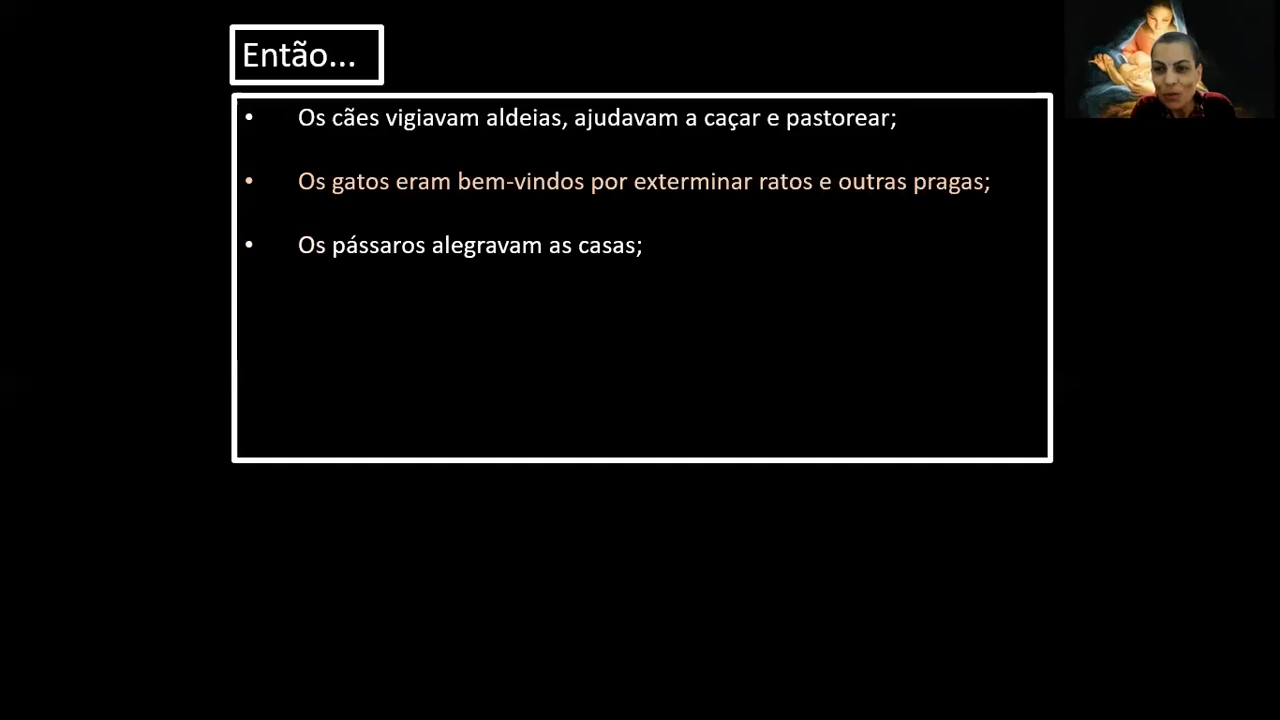 Então...
• Os cães vigiavam aldeias, ajudavam a caçar e pastorear;
• Os gatos eram bem-vindos por exterminar ratos e outras pragas;
• Os pássaros alegravam as casas;